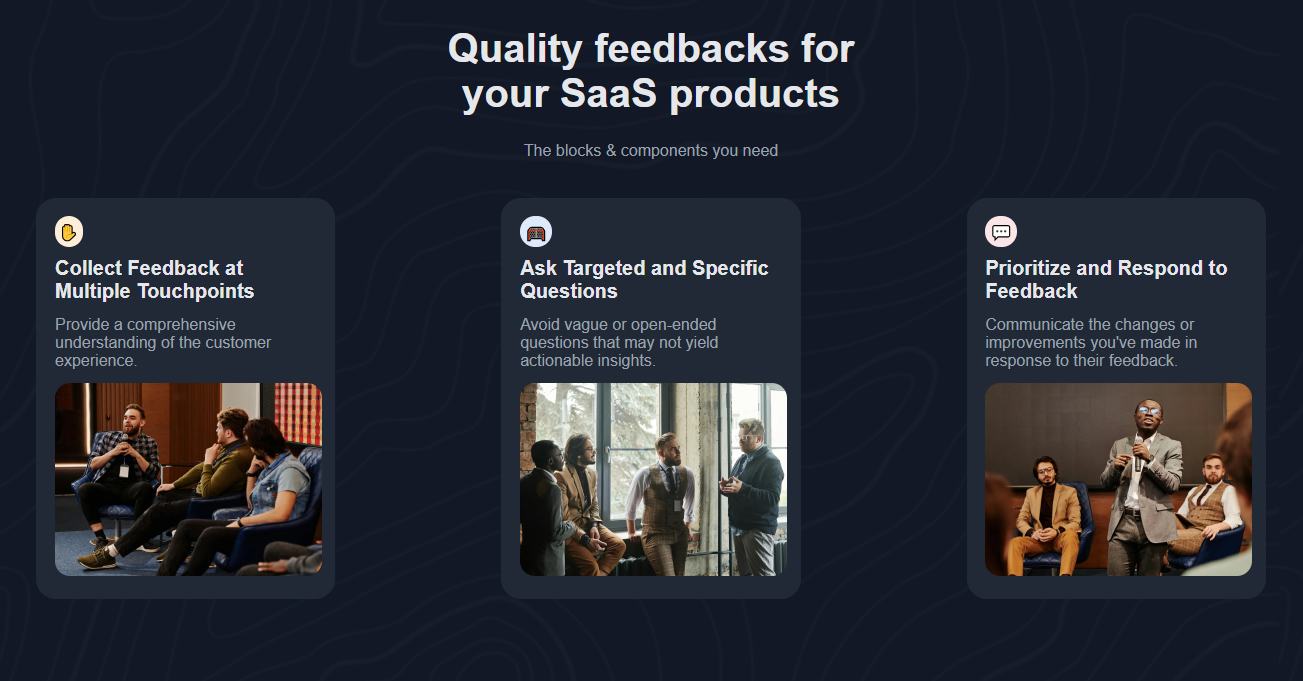 Quality feedbacks for
your SaaS products
The blocks & components you need
Collect Feedback at
Multiple Touchpoints
Provide a comprehensive
understanding of the customer
experience.
Ask Targeted and Specific
Questions
Avoid vague or open-ended
questions that may not yield
actionable insights.
Prioritize and Respond to
Feedback
Communicate the changes or
improvements you've made in
response to their feedback.